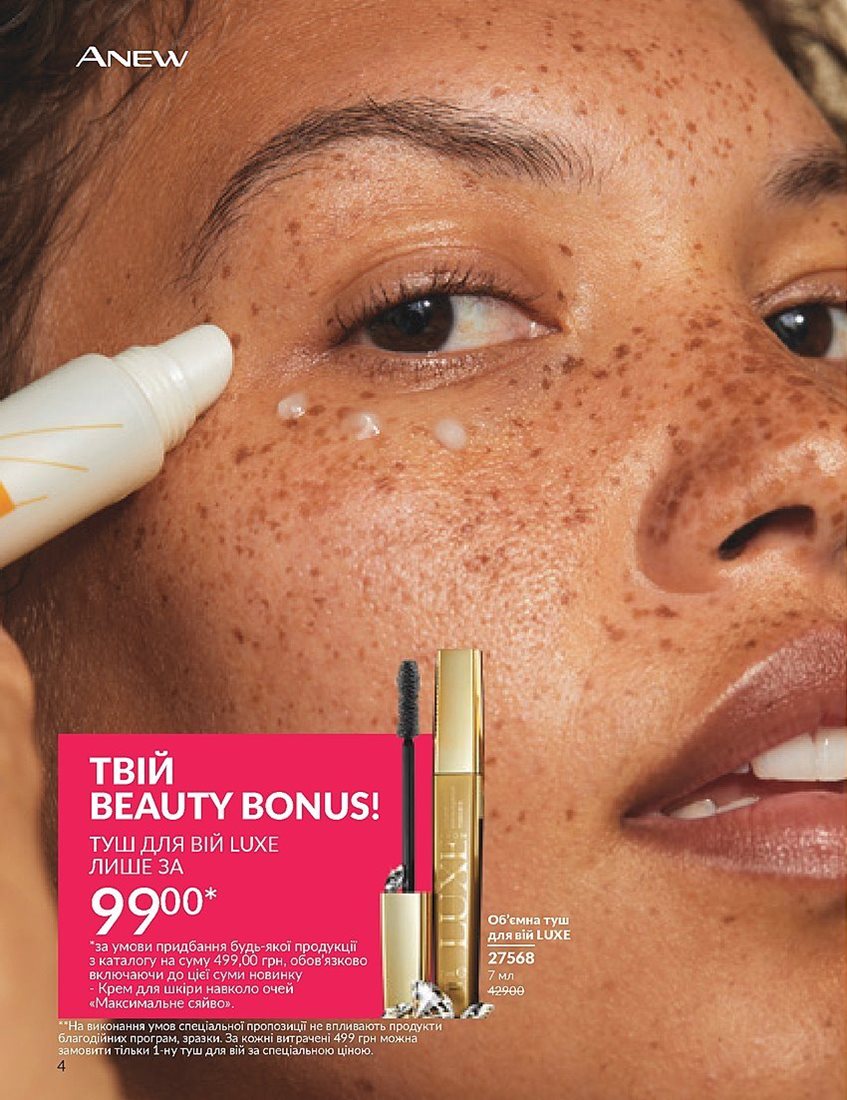 ANEW
ТВІЙ
BEAUTY BONUS!
ТУШ ДЛЯ ВІЙ LUXE
ЛИШЕ ЗА
99⁰⁰*
*за умови придбання будь-якої продукції
з каталогу на суму 499,00 грн, обов'язково
включаючи до цієї суми новинку
- Крем для шкіри навколо очей
«Максимальне сяйво».
LUXE
Об'ємна туш
для вій LUXE
27568
7 мл
42900
**На виконання умов спеціальної пропозиції не впливають продукти
благодійних програм, зразки. За кожні витрачені 499 грн можна
замовити тільки 1-ну туш для вій за спеціальною ціною.
4